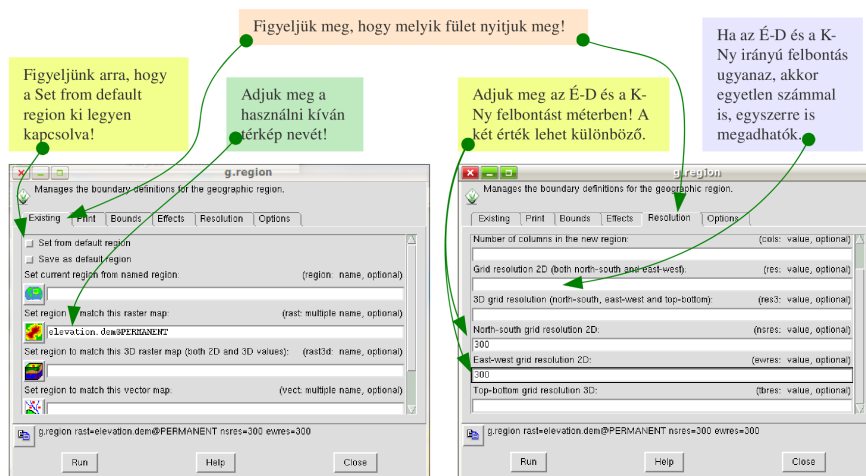 Figyeljük meg, hogy melyik fület nyitjuk meg!
Figyeljünk arra, hogy
a Set from default
region ki legyen
kapcsolva!
Adjuk meg a
használni kíván
térkép nevét!
Adjuk meg az É-D és a K-
Ny felbontást méterben! A
két érték lehet különböző.
Ha az É-D és a K-
Ny irányú felbontás
ugyanaz, akkor
egyetlen számmal
is, egyszerre is
megadhatók.
g.region
Manages the boundary definitions for the geographic region.
Existing Print Bounds Effects Resolution Options
Set from default region
Save as default region
Set current region from named region: (region: name, optional)
Set region to match this raster map: (rast: multiple name, optional)
elevation.dem@PERMANENT
Set region to match this 3D raster map (both 2D and 3D values): (rast3d: name, optional)
Set region to match this vector map: (vect: multiple name, optional)
g.region rast=elevation.dem@PERMANENT nsres=300 ewres=300
Run Help Close
g.region
Manages the boundary definitions for the geographic region.
Existing Print Bounds Effects Resolution Options
Number of columns in the new region: (cols: value, optional)
Grid resolution 2D (both north-south and east-west): (res: value, optional)
3D grid resolution (north-south, east-west and top-bottom): (res3: value, optional)
North-south grid resolution 2D: (nsres: value, optional)
300
East-west grid resolution 2D: (ewres: value, optional)
300
Top-bottom grid resolution 3D: (tbres: value, optional)
g.region rast=elevation.dem@PERMANENT nsres=300 ewres=300
Run Help Close